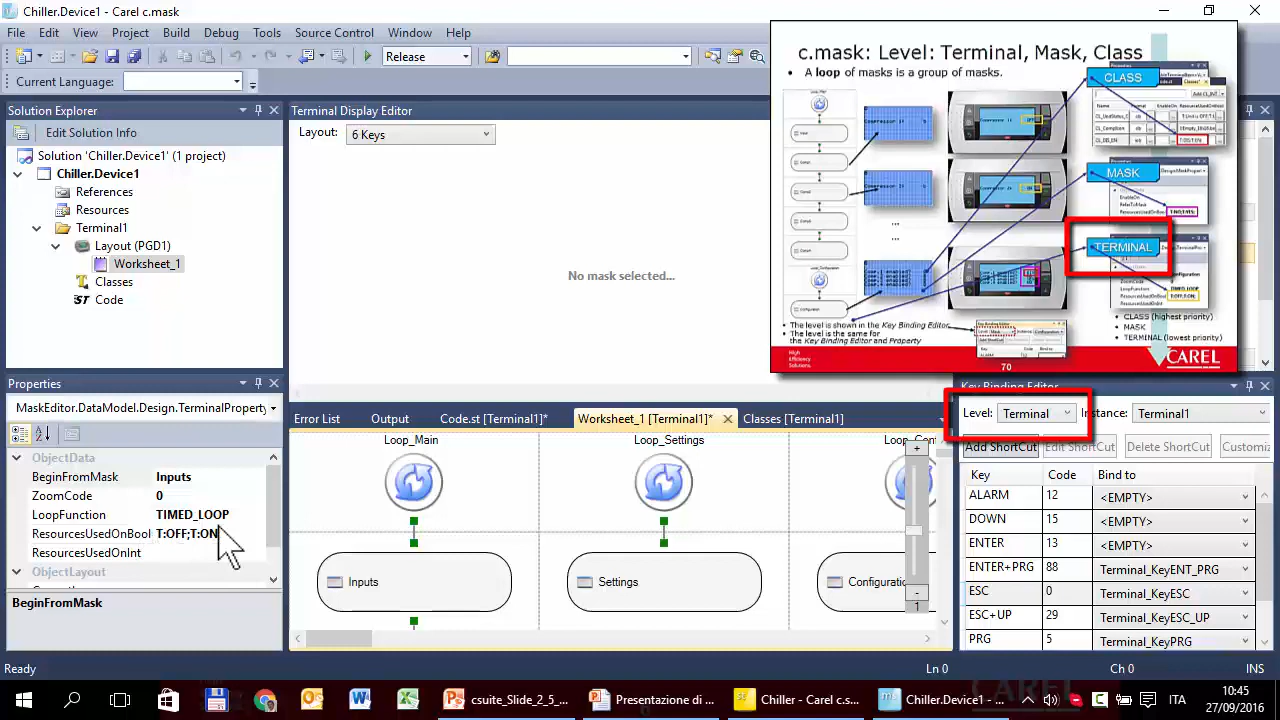 Chiller.Device1 - Carel c.mask
File Edit View Project Build Debug Tools Source Control Window Help
Release
Current Language:
Solution Explorer
Edit Solution Info
Solution 'Chiller.Device1' (1 project)
Chiller.Device1
References
Resources
Terminal1
Layout (PGD1)
Worksheet_1
Classes
Code
Terminal Display Editor
Layout: 6 Keys
No mask selected...
c.mask: Level: Terminal, Mask, Class
• A loop of masks is a group of masks.
CLASS
MASK
TERMINAL
...
...
• The level is shown in the Key Binding Editor
• The level is the same for
the Key Binding Editor and Property
• CLASS (highest priority)
• MASK
• TERMINAL (lowest priority)
High
Efficiency
Solutions.
70
CAREL
Properties
MaskEditor.DataModel.Design.TerminalProperty
ObjectData
BeginFromMask Inputs
ZoomCode 0
LoopFunction TIMED_LOOP
ResourcesUsedOnBool T:OFF;T:ON
ResourcesUsedOnInt
ObjectLayout
BeginFromMask
Error List Output Code.st [Terminal1]* Worksheet_1 [Terminal1]* Classes [Terminal1]
Loop_Main Loop_Settings
Inputs Settings
+
-
1
Key Binding Editor
Level: Terminal Instance: Terminal1
Add ShortCut Edit ShortCut Delete ShortCut Customiz
Key Code Bind to
ALARM 12 <EMPTY>
DOWN 15 <EMPTY>
ENTER 13 <EMPTY>
ENTER+PRG 88 Terminal_KeyENT_PRG
ESC 0 Terminal_KeyESC
ESC+UP 29 Terminal_KeyESC_UP
PRG 5 Terminal_KeyPRG
Ready Ln 0 Ch 0 INS
csuite_Slide_2_5_... Presentazione di ... Chiller - Carel c.s... Chiller.Device1 - ... ITA
10:45
27/09/2016